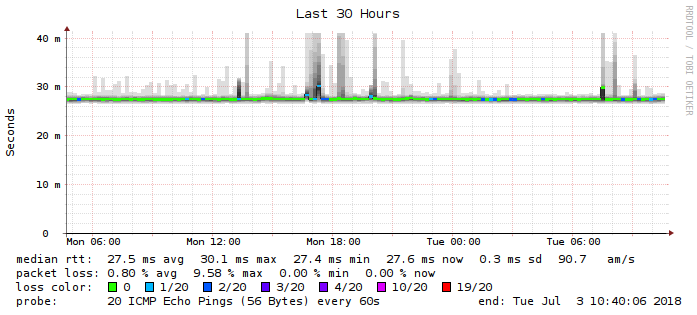 Last 30 Hours
RRDTOOL / TOBI OETIKER
Seconds
40 m
30 m
20 m
10 m
0
Mon 06:00 Mon 12:00 Mon 18:00 Tue 00:00 Tue 06:00
median rtt: 27.5 ms avg 30.1 ms max 27.4 ms min 27.6 ms now 0.3 ms sd 90.7 am/s
packet loss: 0.80 % avg 9.58 % max 0.00 % min 0.00 % now
loss color: 0 1/20 2/20 3/20 4/20 10/20 19/20
probe: 20 ICMP Echo Pings (56 Bytes) every 60s end: Tue Jul 3 10:40:06 2018